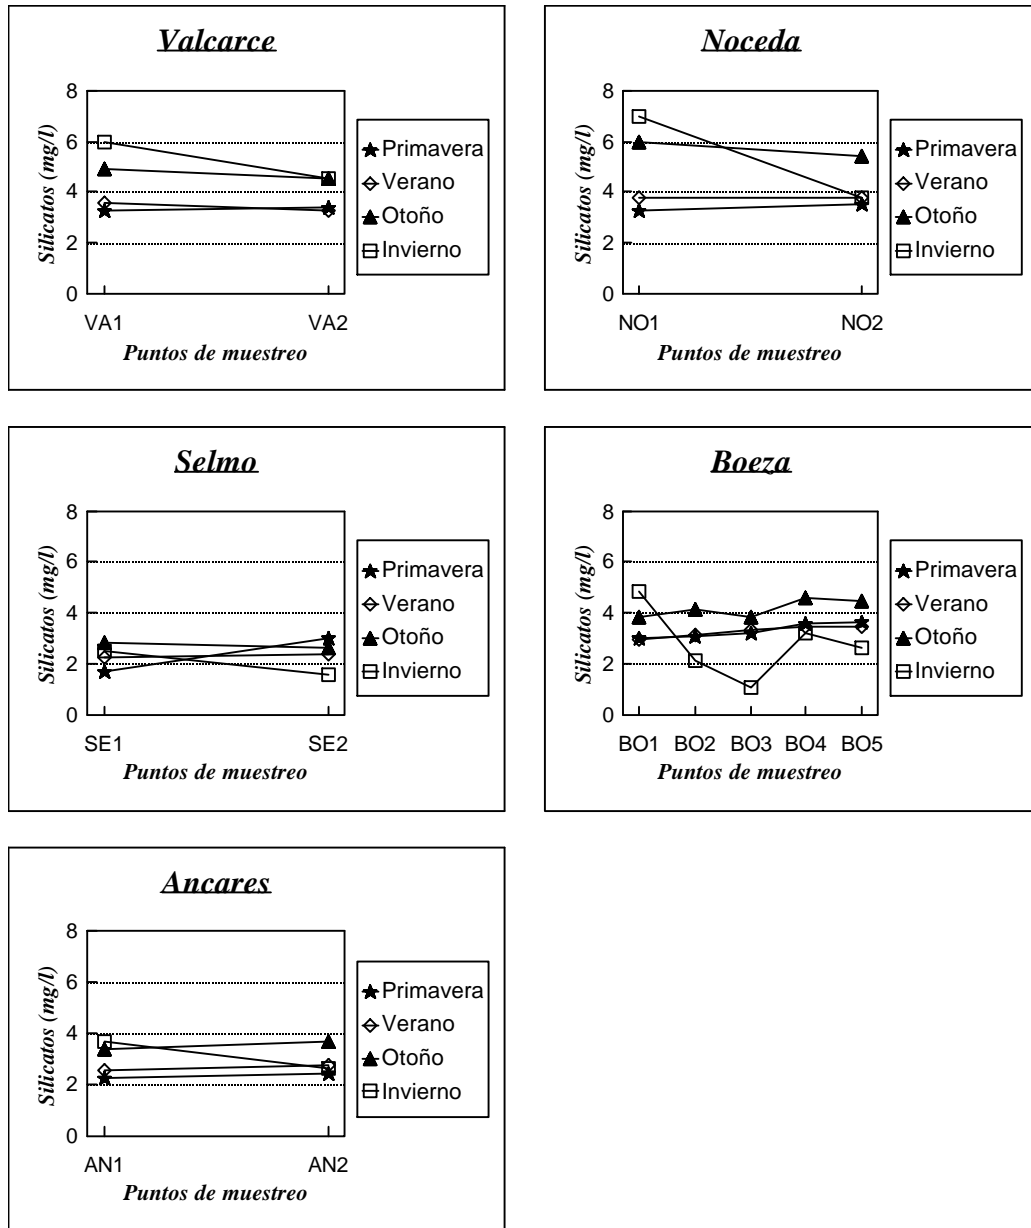 Valcarce
8
6
4
2
0
Silicatos (mg/l)
VA1 VA2
Puntos de muestreo
Primavera
Verano
Otoño
Invierno
Noceda
8
6
4
2
0
Silicatos (mg/l)
NO1 NO2
Puntos de muestreo
Primavera
Verano
Otoño
Invierno
Selmo
8
6
4
2
0
Silicatos (mg/l)
SE1 SE2
Puntos de muestreo
Primavera
Verano
Otoño
Invierno
Boeza
8
6
4
2
0
Silicatos (mg/l)
BO1 BO2 BO3 BO4 BO5
Puntos de muestreo
Primavera
Verano
Otoño
Invierno
Ancares
8
6
4
2
0
Silicatos (mg/l)
AN1 AN2
Puntos de muestreo
Primavera
Verano
Otoño
Invierno